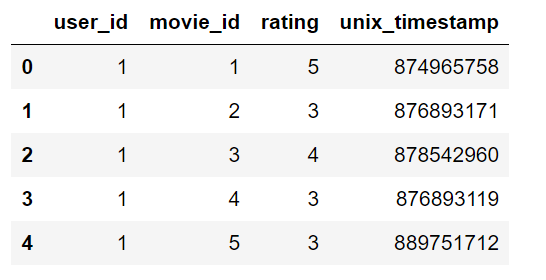 user_id movie_id rating unix_timestamp
0 1 1 5 874965758
1 1 2 3 876893171
2 1 3 4 878542960
3 1 4 3 876893119
4 1 5 3 889751712